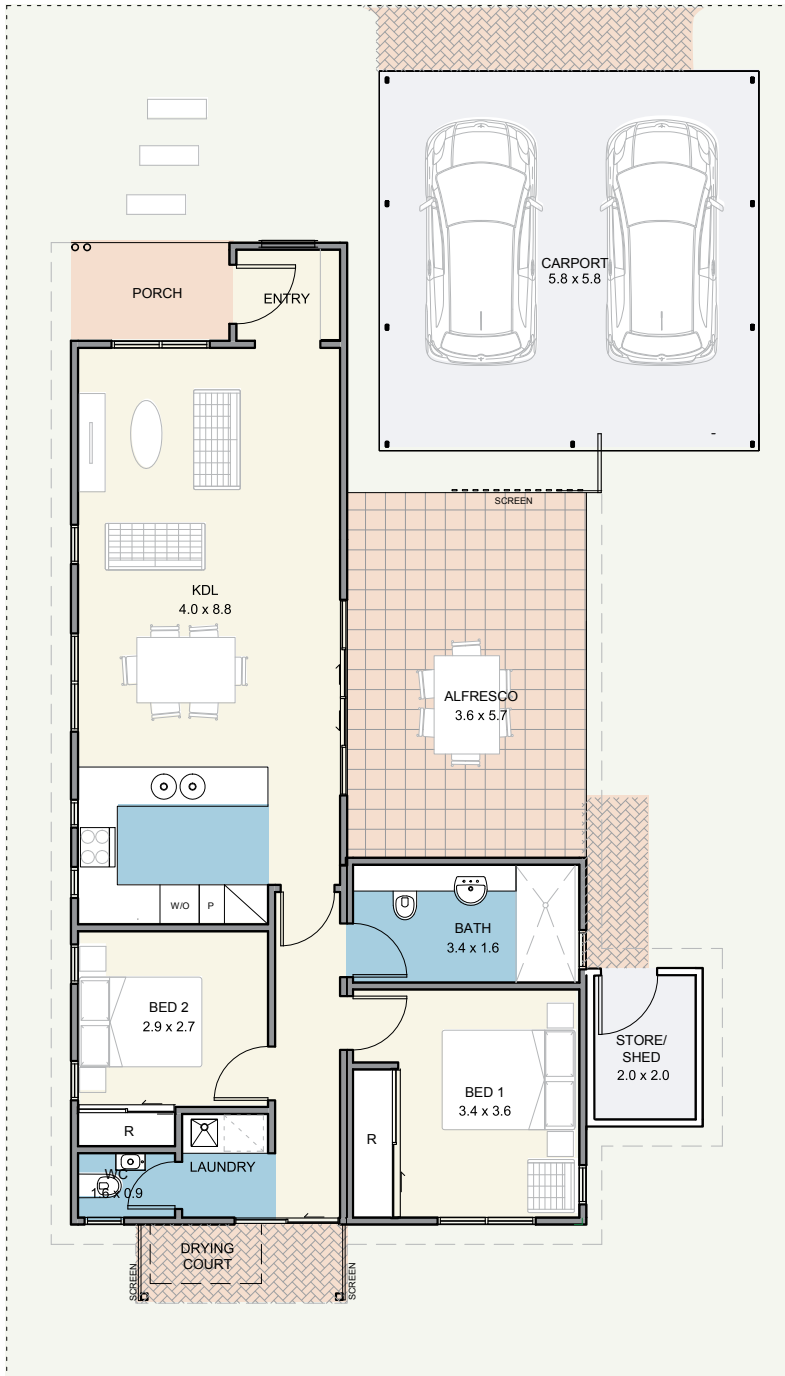 CARPORT
5.8 x 5.8
PORCH
ENTRY
SCREEN
KDL
4.0 x 8.8
ALFRESCO
3.6 x 5.7
W/O
P
BATH
3.4 x 1.6
BED 2
2.9 x 2.7
STORE/
SHED
2.0 x 2.0
BED 1
3.4 x 3.6
R
R
LAUNDRY
WC
1.6 x 0.9
DRYING
COURT
SCREEN
SCREEN